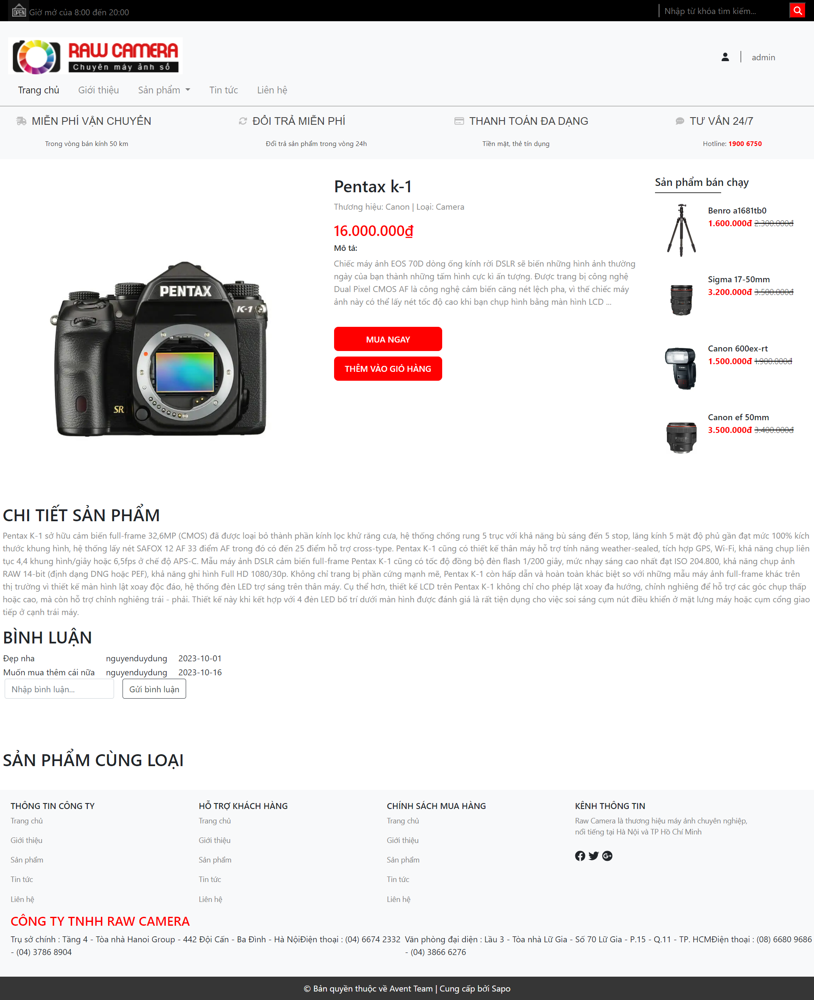 OPEN
Giờ mở của 8:00 đến 20:00
Nhập từ khóa tìm kiếm...
RAW CAMERA
Chuyên máy ảnh số
admin
Trang chủ
Giới thiệu
Sản phẩm
Tin tức
Liên hệ
MIỄN PHÍ VẬN CHUYỂN
Trong vòng bán kính 50 km
ĐỔI TRẢ MIỄN PHÍ
Đổi trả sản phẩm trong vòng 24h
THANH TOÁN ĐA DẠNG
Tiền mặt, thẻ tín dụng
TƯ VẤN 24/7
Hotline: 1900 6750
PENTAX
K-1
SR
Pentax k-1
Thương hiệu: Canon | Loại: Camera
16.000.000₫
Mô tả:
Chiếc máy ảnh EOS 70D dòng ống kính rời DSLR sẽ biến những hình ảnh thường
ngày của bạn thành những tấm hình cực kì ấn tượng. Được trang bị công nghệ
Dual Pixel CMOS AF là công nghệ cảm biến căng nét lệch pha, vì thế chiếc máy
ảnh này có thể lấy nét tốc độ cao khi bạn chụp hình bằng màn hình LCD ...
MUA NGAY
THÊM VÀO GIỎ HÀNG
Sản phẩm bán chạy
Benro a1681tb0
1.600.000đ 2.300.000đ
Sigma 17-50mm
3.200.000đ 3.500.000đ
Canon 600ex-rt
1.500.000đ 1.900.000đ
Canon ef 50mm
3.500.000đ 3.400.000đ
CHI TIẾT SẢN PHẨM
Pentax K-1 sở hữu cảm biến full-frame 32,6MP (CMOS) đã được loại bỏ thành phần kính lọc khử răng cưa, hệ thống chống rung 5 trục với khả năng bù sáng đến 5 stop, lăng kính 5 mặt độ phủ gần đạt mức 100% kích
thước khung hình, hệ thống lấy nét SAFOX 12 AF 33 điểm AF trong đó có đến 25 điểm hỗ trợ cross-type. Pentax K-1 cũng có thiết kế thân máy hỗ trợ tính năng weather-sealed, tích hợp GPS, Wi-Fi, khả năng chụp liên
tục 4,4 khung hình/giây hoặc 6,5fps ở chế độ APS-C. Mẫu máy ảnh DSLR cảm biến full-frame Pentax K-1 cũng có tốc độ đồng bộ đèn flash 1/200 giây, mức nhạy sáng cao nhất đạt ISO 204.800, khả năng chụp ảnh
RAW 14-bit (định dạng DNG hoặc PEF), khả năng ghi hình Full HD 1080/30p. Không chỉ trang bị phần cứng mạnh mẽ, Pentax K-1 còn hấp dẫn và hoàn toàn khác biệt so với những mẫu máy ảnh full-frame khác trên
thị trường vì thiết kế màn hình lật xoay độc đáo, hệ thống đèn LED trợ sáng trên thân máy. Cụ thể hơn, thiết kế LCD trên Pentax K-1 không chỉ cho phép lật xoay đa hướng, chỉnh nghiêng để hỗ trợ các góc chụp thấp
hoặc cao, mà còn hỗ trợ chỉnh nghiêng trái - phải. Thiết kế này khi kết hợp với 4 đèn LED bố trí dưới màn hình được đánh giá là rất tiện dụng cho việc soi sáng cụm nút điều khiển ở mặt lưng máy hoặc cụm cổng giao
tiếp ở cạnh trái máy.
BÌNH LUẬN
Đẹp nha nguyenduydung 2023-10-01
Muốn mua thêm cái nữa nguyenduydung 2023-10-16
Nhập bình luận...
Gửi bình luận
SẢN PHẨM CÙNG LOẠI
THÔNG TIN CÔNG TY
Trang chủ
Giới thiệu
Sản phẩm
Tin tức
Liên hệ
HỖ TRỢ KHÁCH HÀNG
Trang chủ
Giới thiệu
Sản phẩm
Tin tức
Liên hệ
CHÍNH SÁCH MUA HÀNG
Trang chủ
Giới thiệu
Sản phẩm
Tin tức
Liên hệ
KÊNH THÔNG TIN
Raw Camera là thương hiệu máy ảnh chuyên nghiệp,
nổi tiếng tại Hà Nội và TP Hồ Chí Minh
CÔNG TY TNHH RAW CAMERA
Trụ sở chính : Tầng 4 - Tòa nhà Hanoi Group - 442 Đội Cấn - Ba Đình - Hà NộiĐiện thoại : (04) 6674 2332
- (04) 3786 8904
Văn phòng đại diện : Lầu 3 - Tòa nhà Lữ Gia - Số 70 Lữ Gia - P.15 - Q.11 - TP. HCMĐiện thoại : (08) 6680 9686
- (04) 3866 6276
© Bản quyền thuộc về Avent Team | Cung cấp bởi Sapo